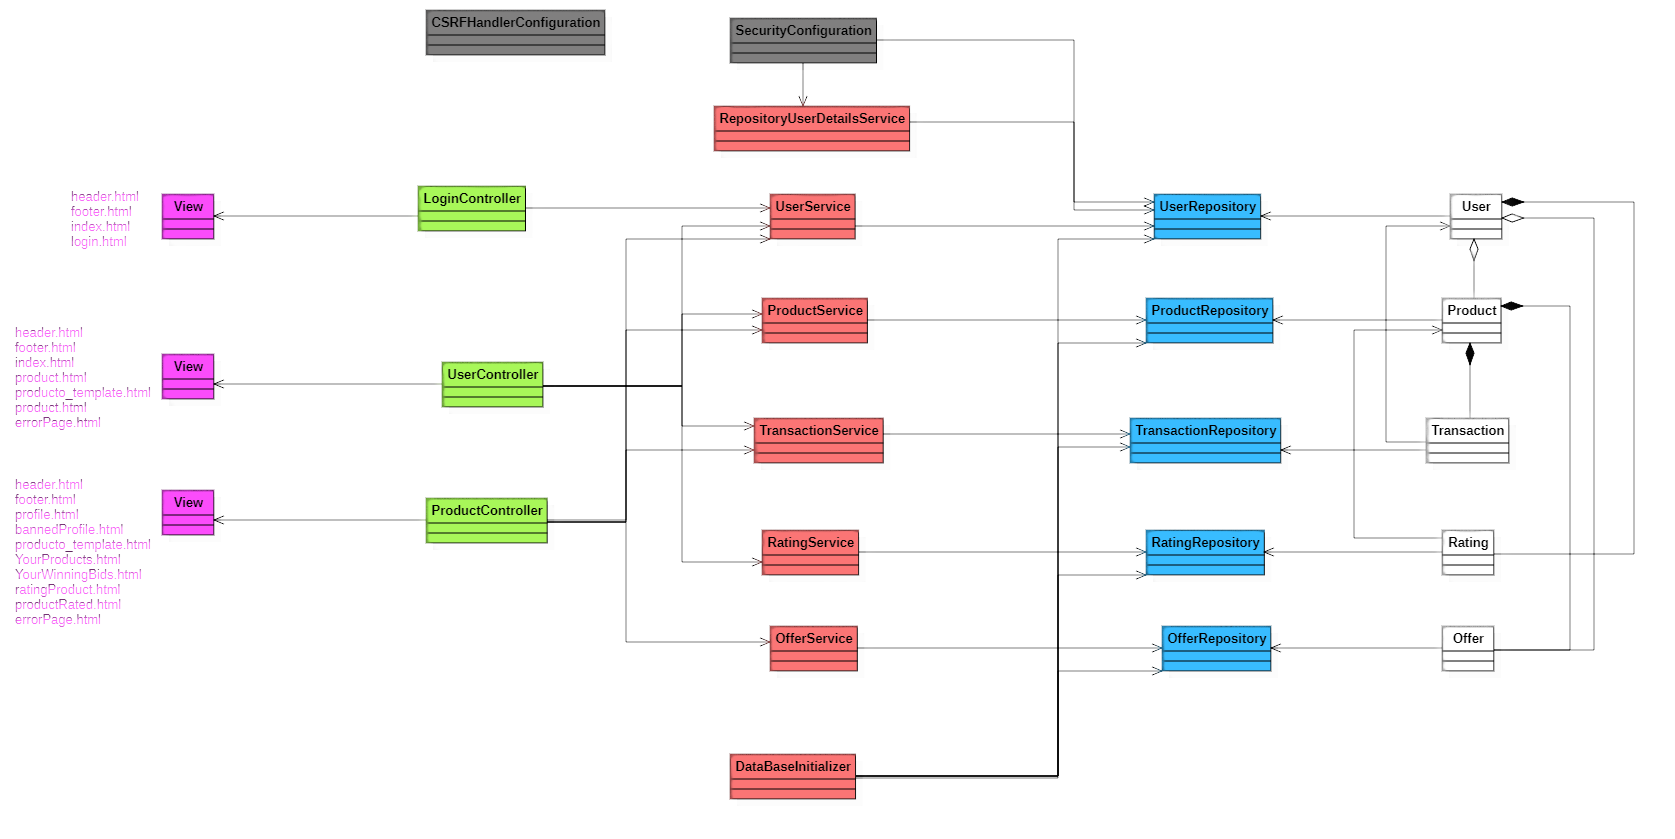 CSRFHandlerConfiguration
SecurityConfiguration
RepositoryUserDetailsService
header.html
footer.html
index.html
login.html
View
LoginController
UserService
UserRepository
User
ProductService
ProductRepository
Product
header.html
footer.html
index.html
product.html
producto_template.html
product.html
errorPage.html
View
UserController
TransactionService
TransactionRepository
Transaction
header.html
footer.html
profile.html
bannedProfile.html
producto_template.html
YourProducts.html
YourWinningBids.html
ratingProduct.html
productRated.html
errorPage.html
View
ProductController
RatingService
RatingRepository
Rating
OfferService
OfferRepository
Offer
DataBaseInitializer